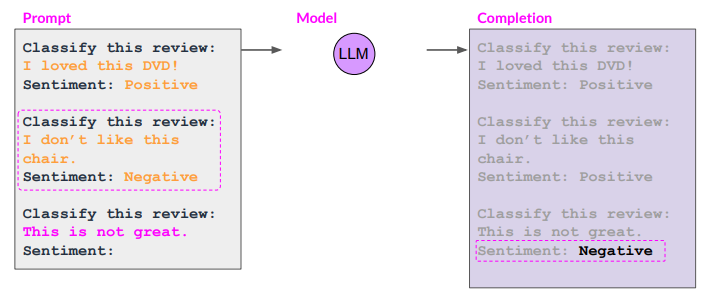 Prompt
Classify this review:
I loved this DVD!
Sentiment: Positive
Classify this review:
I don't like this
chair.
Sentiment: Negative
Classify this review:
This is not great.
Sentiment:
Model
LLM
Completion
Classify this review:
I loved this DVD!
Sentiment: Positive
Classify this review:
I don't like this
chair.
Sentiment: Positive
Classify this review:
This is not great.
Sentiment: Negative